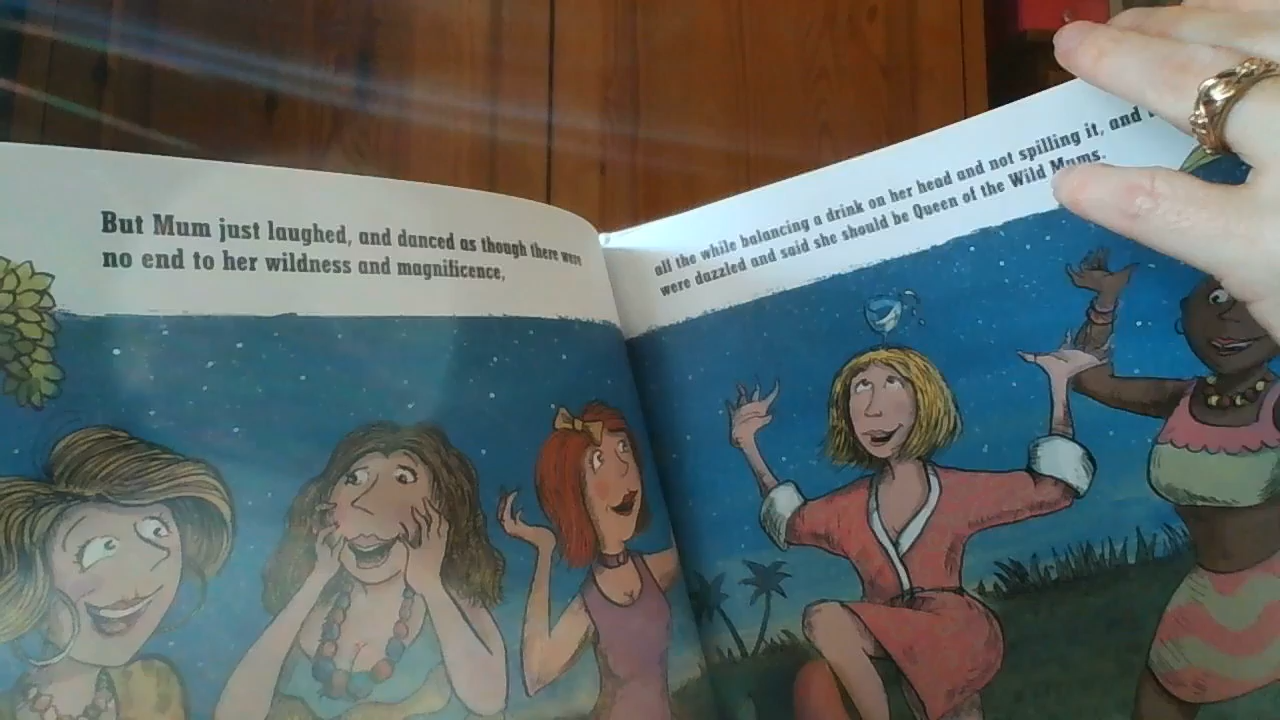 But Mum just laughed, and danced as though there were
no end to her wildness and magnificence,
all the while balancing a drink on her head and not spilling it, and
were dazzled and said she should be Queen of the Wild Mums.